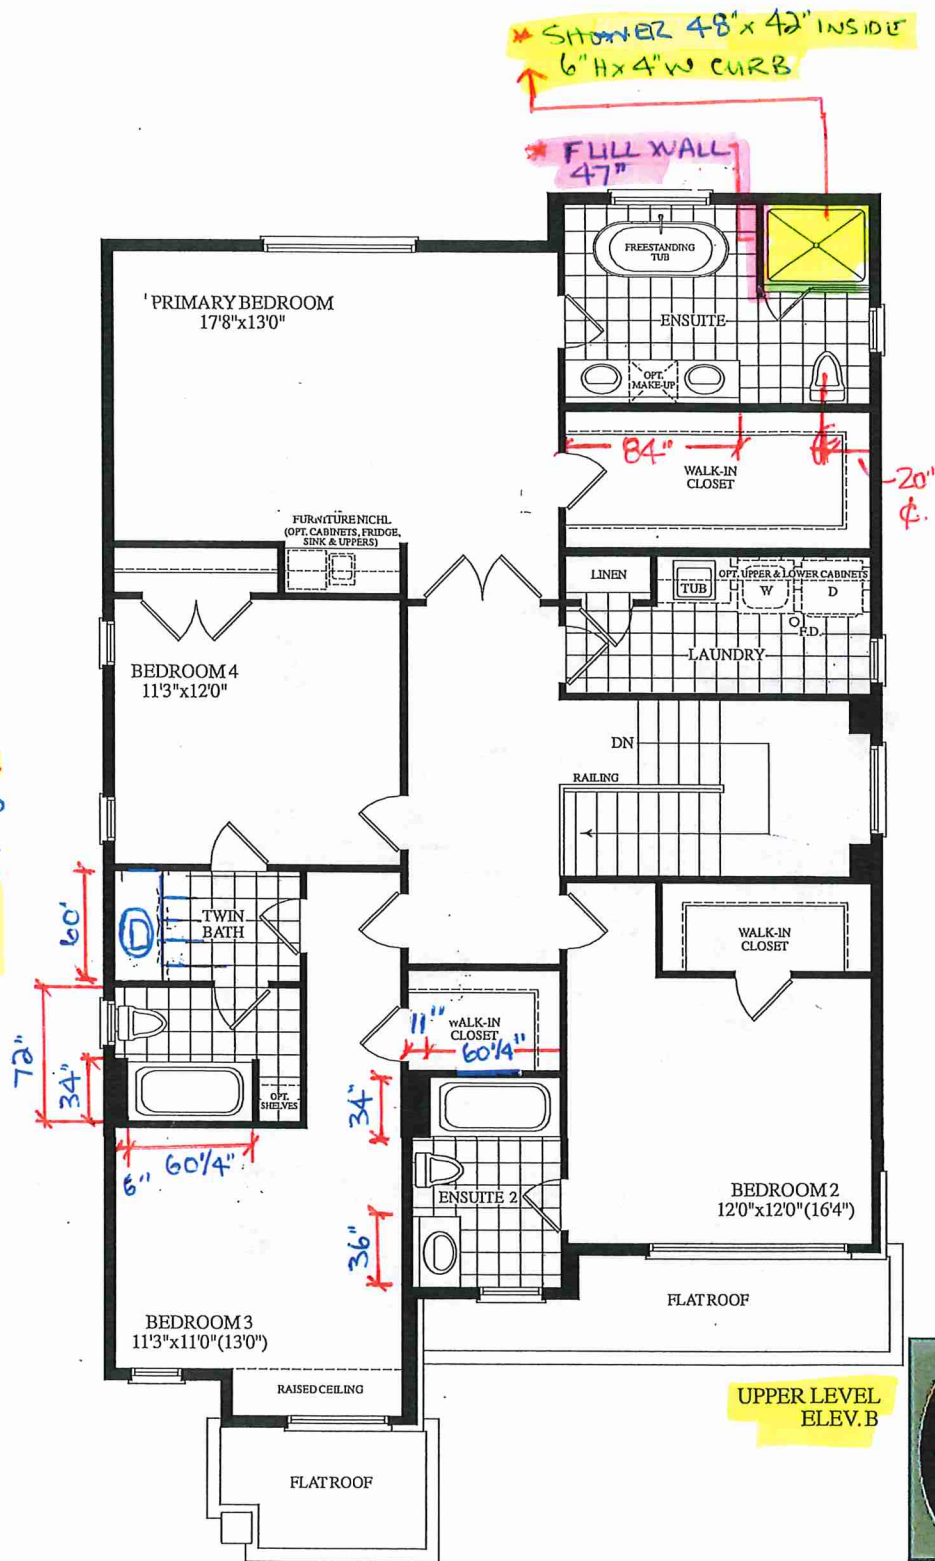 * SHOWER 48" x 42" INSIDE
6" H x 4" W CURB
* FULL WALL
47"
FREESTANDING
TUB
PRIMARY BEDROOM
17'8"x13'0"
ENSUITE
OPT.
MAKE-UP
84"
WALK-IN
CLOSET
20"
℄.
FURNITURE NICHE
(OPT. CABINETS, FRIDGE,
SINK & UPPERS)
LINEN
OPT. UPPER & LOWER CABINETS
TUB
W
D
F.D.
LAUNDRY
BEDROOM 4
11'3"x12'0"
DN
RAILING
60'
TWIN
BATH
WALK-IN
CLOSET
72"
34"
OPT.
SHELVES
6"
60 1/4"
11"
WALK-IN
CLOSET
60 1/4"
34"
ENSUITE 2
36"
BEDROOM 2
12'0"x12'0"(16'4")
FLAT ROOF
BEDROOM 3
11'3"x11'0"(13'0")
RAISED CEILING
FLAT ROOF
UPPER LEVEL
ELEV. B